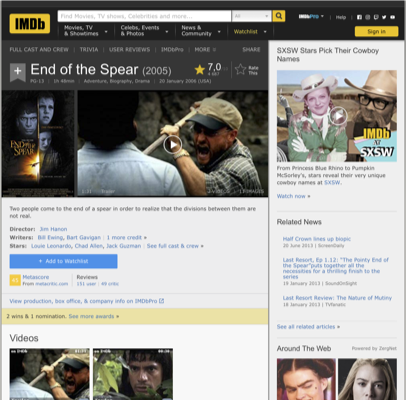 IMDb
Find Movies, TV shows, Celebrities and more...
All
IMDbPro
Help
Movies, TV
& Showtimes
Celebs, Events
& Photos
News &
Community
Watchlist
Sign in
FULL CAST AND CREW | TRIVIA | USER REVIEWS | IMDbPro | MORE
SHARE
End of the Spear (2005)
PG-13 | 1h 48min | Adventure, Biography, Drama | 20 January 2006 (USA)
7.0
Rate
This
END OF THE
SPEAR
Two people come to the end of a spear in order to realize that the divisions between them are
not real.
Director: Jim Hanon
Writers: Bill Ewing, Bart Gavigan | 1 more credit »
Stars: Louie Leonardo, Chad Allen, Jack Guzman | See full cast & crew »
+ Add to Watchlist
Metascore
From metacritic.com
Reviews
151 user | 49 critic
View production, box office, & company info on IMDbPro
2 wins & 1 nomination. See more awards »
Videos
SXSW Stars Pick Their Cowboy
Names
IMDb
AT
SXSW
From Princess Blue Rhino to Pumpkin
McMorty's, stars reveal their very unique
cowboy names at SXSW.
Watch now »
Related News
Half Crown lines up biopic
20 June 2013 | ScreenDaily
Last Resort, Ep 1.12: "The Pointy End of
the Spear"puts together all the
necessities for a thrilling finish to the
series
19 January 2013 | SoundOnSight
Last Resort Review: The Nature of Mutiny
18 January 2013 | TVfanatic
See all related articles »
Around The Web
Powered by ZergNet